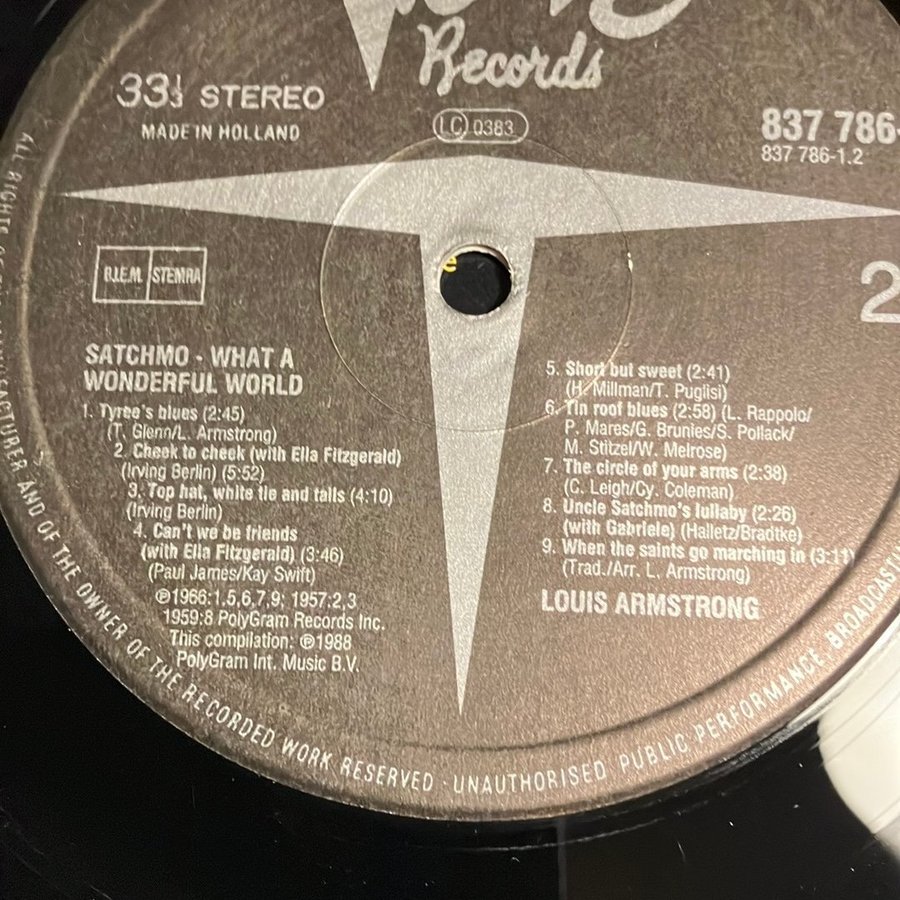 Records
33⅓ STEREO
MADE IN HOLLAND
LC 0383
837 786-
837 786-1.2
B.I.E.M. STEMRA
2
SATCHMO - WHAT A
WONDERFUL WORLD
1. Tyree's blues (2:45)
(T. Glenn/L. Armstrong)
2. Cheek to cheek (with Ella Fitzgerald)
(Irving Berlin) (5:52)
3. Top hat, white tie and tails (4:10)
(Irving Berlin)
4. Can't we be friends
(with Ella Fitzgerald) (3:46)
(Paul James/Kay Swift)
℗1966:1,5,6,7,9; 1957:2,3
1959:8 PolyGram Records Inc.
This compilation: ℗1988
PolyGram Int. Music B.V.
5. Short but sweet (2:41)
(H. Millman/T. Puglisi)
6. Tin roof blues (2:58) (L. Rappolo/
P. Mares/G. Brunies/S. Pollack/
M. Stitzel/W. Melrose)
7. The circle of your arms (2:38)
(C. Leigh/Cy. Coleman)
8. Uncle Satchmo's lullaby (2:26)
(with Gabriele) (Halletz/Bradtke)
9. When the saints go marching in (3:11)
(Trad./Arr. L. Armstrong)
LOUIS ARMSTRONG
ALL RIGHTS MANUFACTURER AND OF THE OWNER OF THE RECORDED WORK RESERVED · UNAUTHORISED PUBLIC PERFORMANCE BROADCASTIN